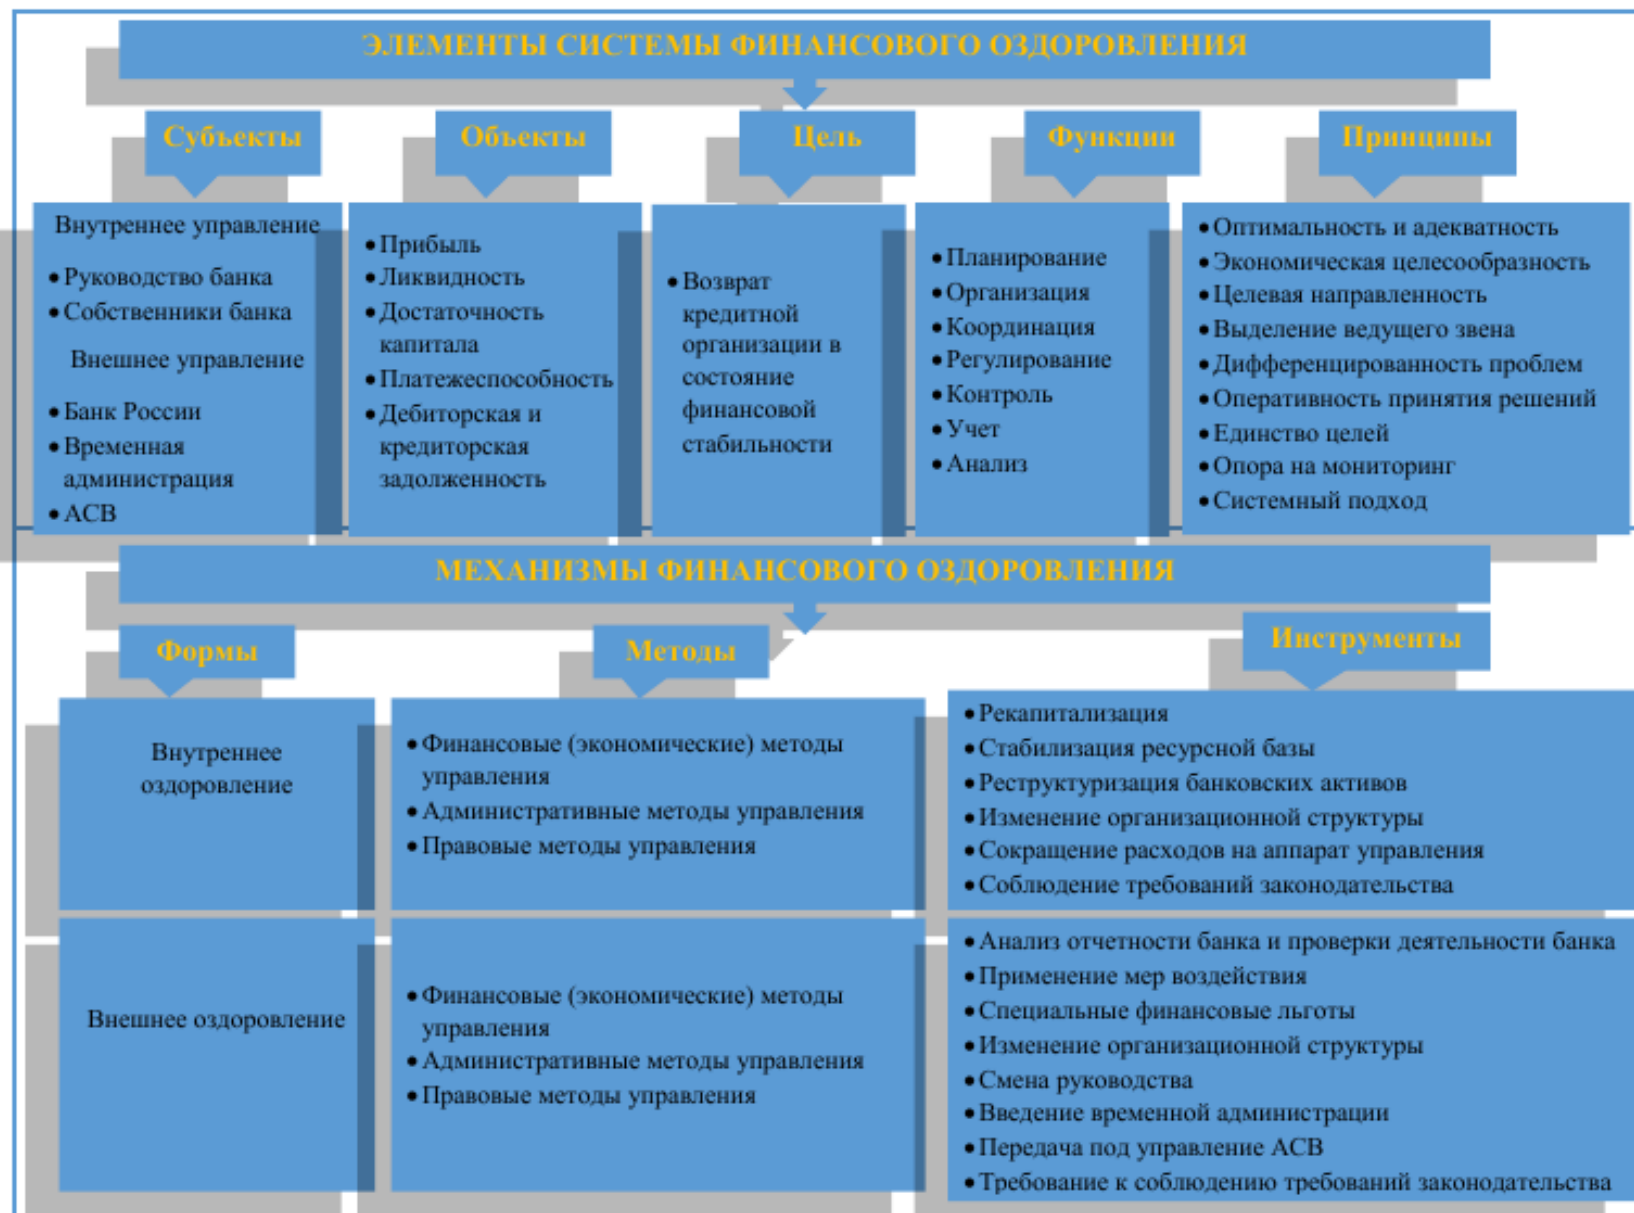 ЭЛЕМЕНТЫ СИСТЕМЫ ФИНАНСОВОГО ОЗДОРОВЛЕНИЯ
Субъекты
Внутреннее управление
• Руководство банка
• Собственники банка
Внешнее управление
• Банк России
• Временная
администрация
• АСВ
Объекты
• Прибыль
• Ликвидность
• Достаточность
капитала
• Платежеспособность
• Дебиторская и
кредиторская
задолженность
Цель
• Возврат
кредитной
организации в
состояние
финансовой
стабильности
Функции
• Планирование
• Организация
• Координация
• Регулирование
• Контроль
• Учет
• Анализ
Принципы
• Оптимальность и адекватность
• Экономическая целесообразность
• Целевая направленность
• Выделение ведущего звена
• Дифференцированность проблем
• Оперативность принятия решений
• Единство целей
• Опора на мониторинг
• Системный подход
МЕХАНИЗМЫ ФИНАНСОВОГО ОЗДОРОВЛЕНИЯ
Формы
Методы
Инструменты
Внутреннее
оздоровление
• Финансовые (экономические) методы
управления
• Административные методы управления
• Правовые методы управления
• Рекапитализация
• Стабилизация ресурсной базы
• Реструктуризация банковских активов
• Изменение организационной структуры
• Сокращение расходов на аппарат управления
• Соблюдение требований законодательства
Внешнее оздоровление
• Финансовые (экономические) методы
управления
• Административные методы управления
• Правовые методы управления
• Анализ отчетности банка и проверки деятельности банка
• Применение мер воздействия
• Специальные финансовые льготы
• Изменение организационной структуры
• Смена руководства
• Введение временной администрации
• Передача под управление АСВ
• Требование к соблюдению требований законодательства